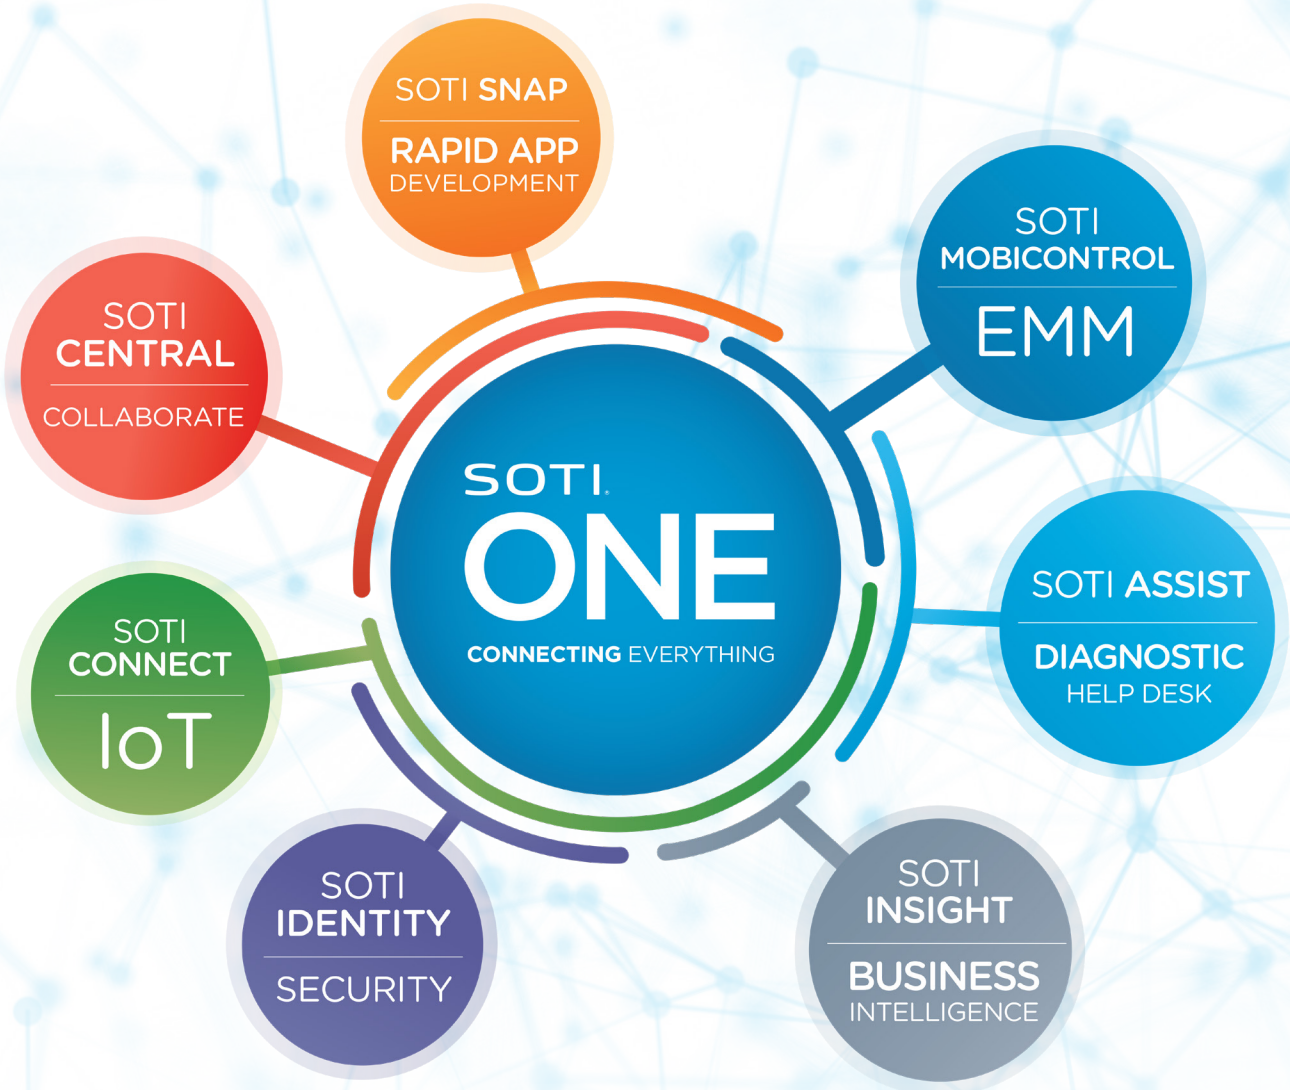 SOTI SNAP
RAPID APP
DEVELOPMENT
SOTI
MOBICONTROL
EMM
SOTI
CENTRAL
COLLABORATE
SOTI®
ONE
CONNECTING EVERYTHING
SOTI ASSIST
DIAGNOSTIC
HELP DESK
SOTI
CONNECT
IoT
SOTI
IDENTITY
SECURITY
SOTI
INSIGHT
BUSINESS
INTELLIGENCE